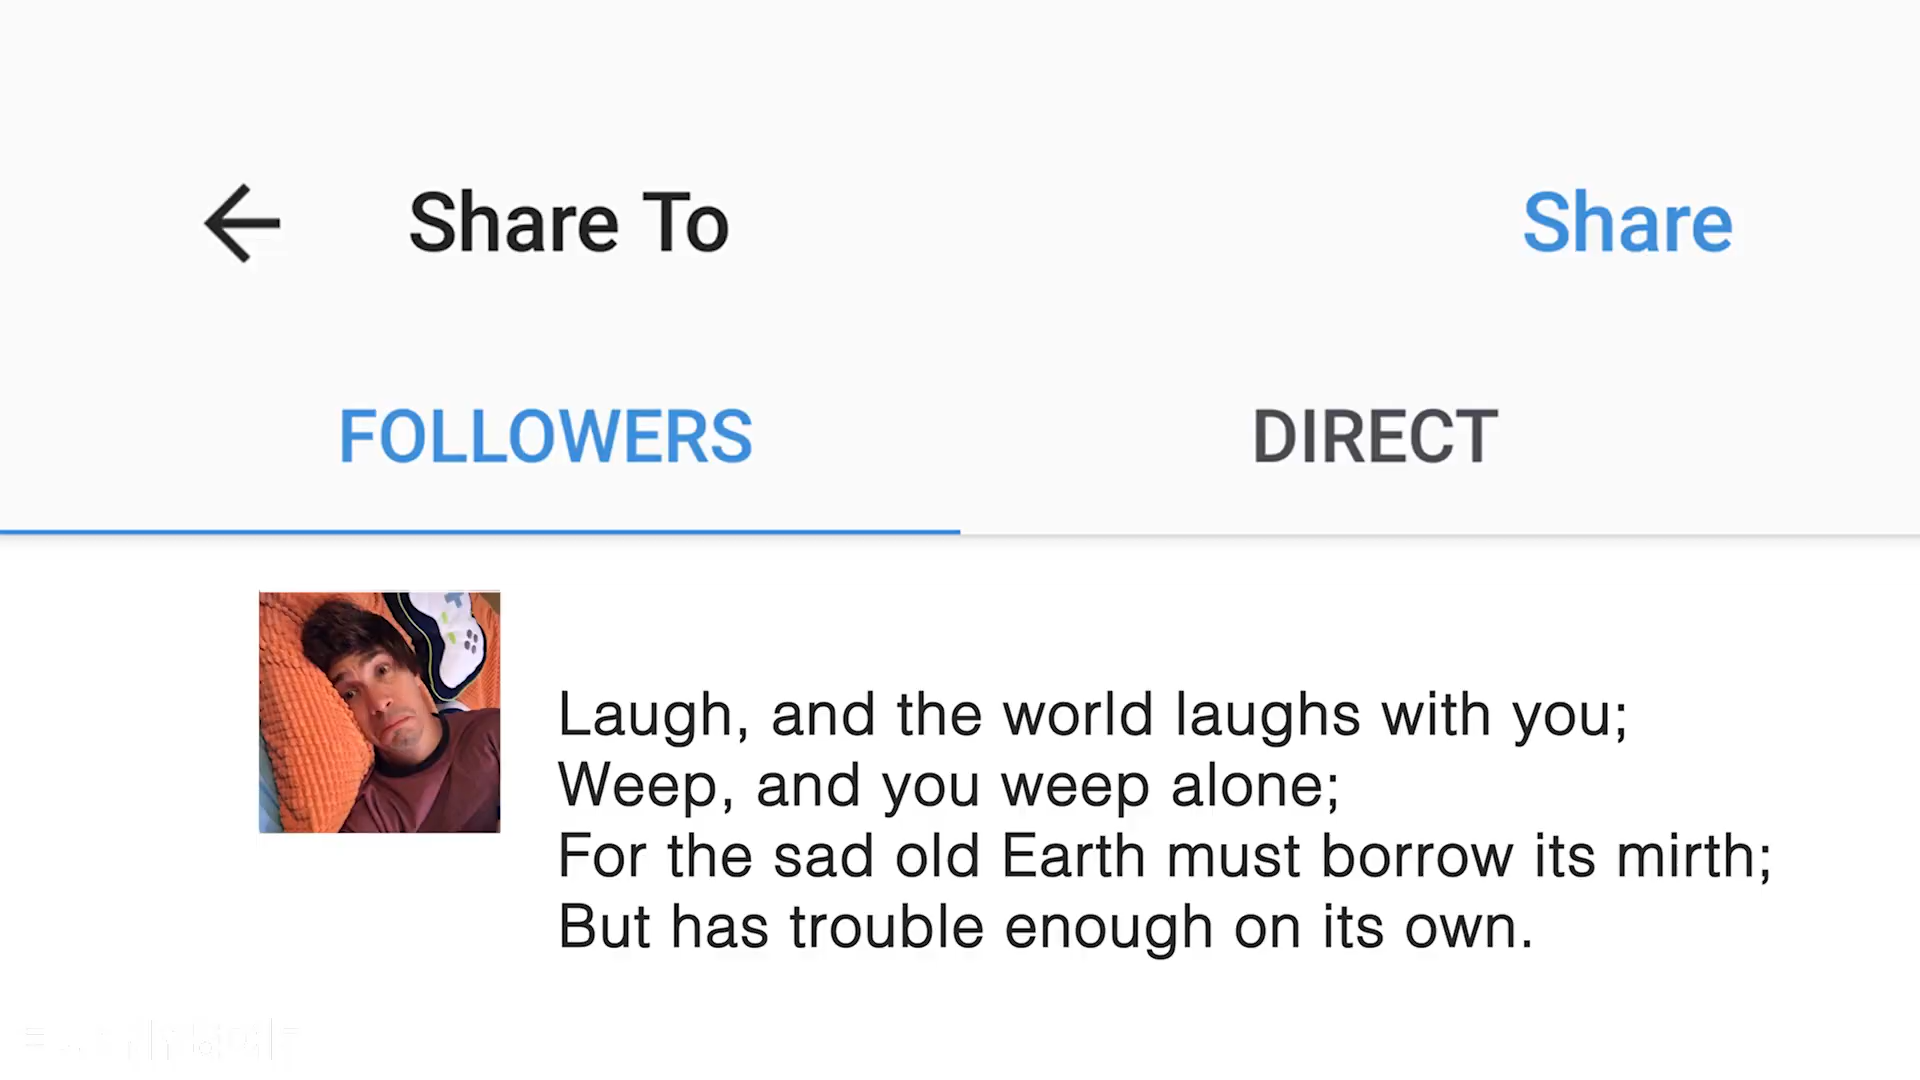 Share To
Share
FOLLOWERS
DIRECT
Laugh, and the world laughs with you;
Weep, and you weep alone;
For the sad old Earth must borrow its mirth;
But has trouble enough on its own.